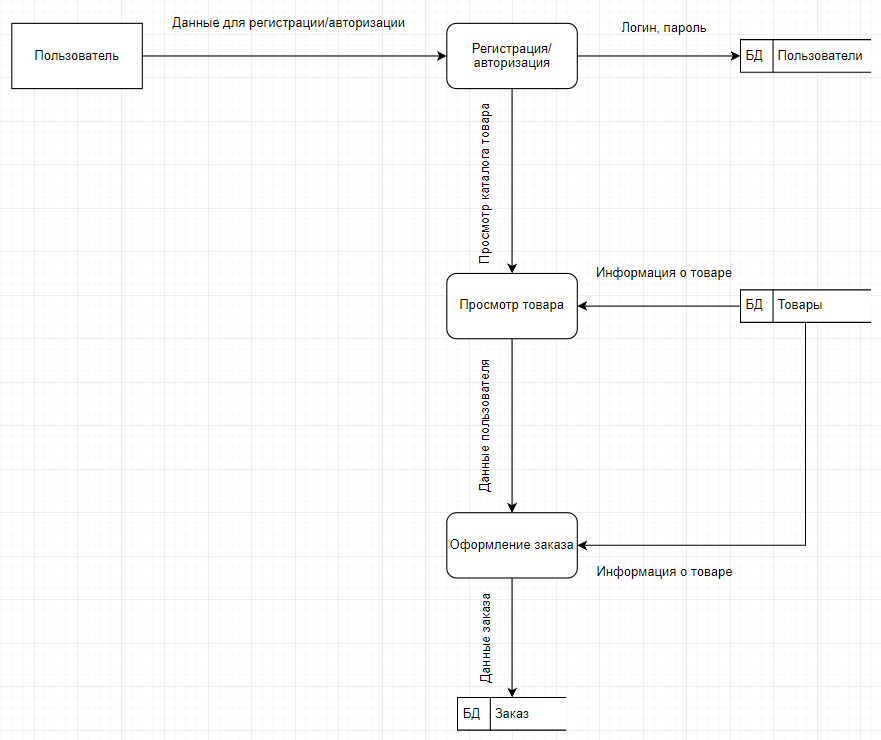 Данные для регистрации/авторизации
Пользователь
Регистрация/
авторизация
Логин, пароль
БД
Пользователи
Просмотр каталога товара
Просмотр товара
Информация о товаре
БД
Товары
Данные пользователя
Оформление заказа
Информация о товаре
Данные заказа
БД
Заказ